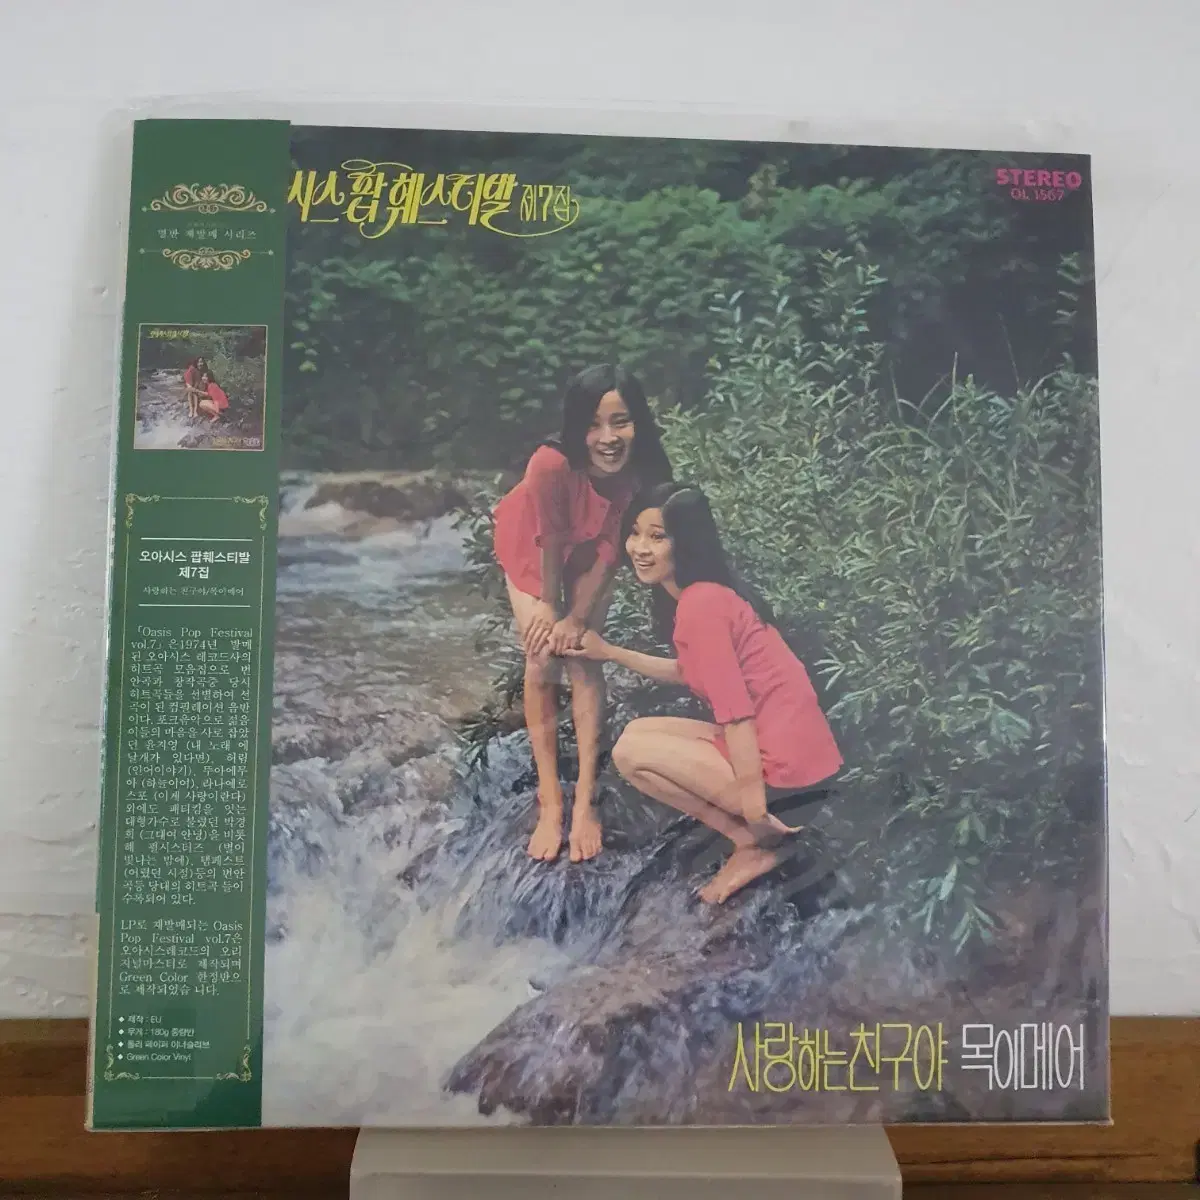 시스 팝 훼스티발 제7집
STEREO
OL 1567
명반 재발매 시리즈
오아시스 팝훼스티발
제7집
사랑하는 친구야/목이메어
「Oasis Pop Festival
vol.7」은1974년 발매
된 오아시스 레코드사의
히트곡 모음집으로 번
안곡과 창작곡중 당시
히트곡들을 선별하여 선
곡이 된 컴필레이션 음반
이다. 포크음악으로 젊음
이들의 마음을 사로 잡았
던 윤지영 (내 노래 에
날개가 있다면), 허림
(인어이야기), 뚜아에무
아 (하늘아이), 라나에로
스포 (이게 사랑이란다)
외에도 패티김을 잇는
대형가수로 불렸던 박경
희 (그대여 안녕)을 비롯
해 펄시스터즈 (별이
빛나는 밤에), 템페스트
(어렸던 시절)등의 번안
곡등 당대의 히트곡 들이
수록되어 있다.
LP로 재발매되는 Oasis
Pop Festival vol.7은
오아시스레코드의 오리
지널마스터로 제작되며
Green Color 한정반으
로 제작되었습 니다.
◆ 제작 : EU
◆ 무게 : 180g 중량반
◆ 폴리 페이퍼 이너슬리브
◆ Green Color Vinyl
사랑하는친구야 목이메어